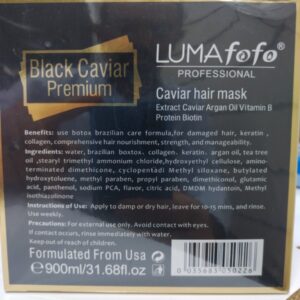 Black Caviar
Premium
LUMAfofo®
PROFESSIONAL
Caviar hair mask
Extract Caviar Argan Oil Vitamin B
Protein Biotin
Benefits: use botox brazilian care formula,for damaged hair, keratin ,
collagen, comprehensive hair nourishment, strength, and manageability.
Ingredients: water, brazilian boxtox, collagen, keratin, argan oil, tea tree
oil ,stearyl trimethyl ammonium chloride,hydroxyethyl cellulose, amino-
terminated dimethicone, cyclopentadi Methyl siloxane, butylated
hydroxytoluene, methyl paraben, propyl paraben, dimethiconol, glutamic
acid, panthenol, sodium PCA, flavor, citric acid, DMDM hydantoin, Methyl
isothiazolinone
Instructions of Use: Apply to damp or dry hair, leave for 10-15 mins, and rinse.
Use weekly.
Precautions: For external use only. Avoid contact with eyes.
If contact occurs, rinse immediately with water.
Keep out of reach of children.
Formulated From Usa
℮900ml/31.68fl.oz
0 035683 050226